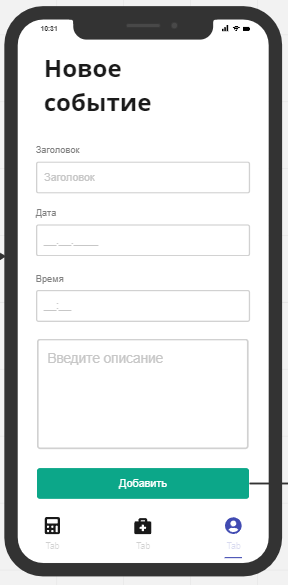 10:31
Новое
событие
Заголовок
Заголовок
Дата
__.__.____
Время
__:__
Введите описание
Добавить
Tab Tab Tab